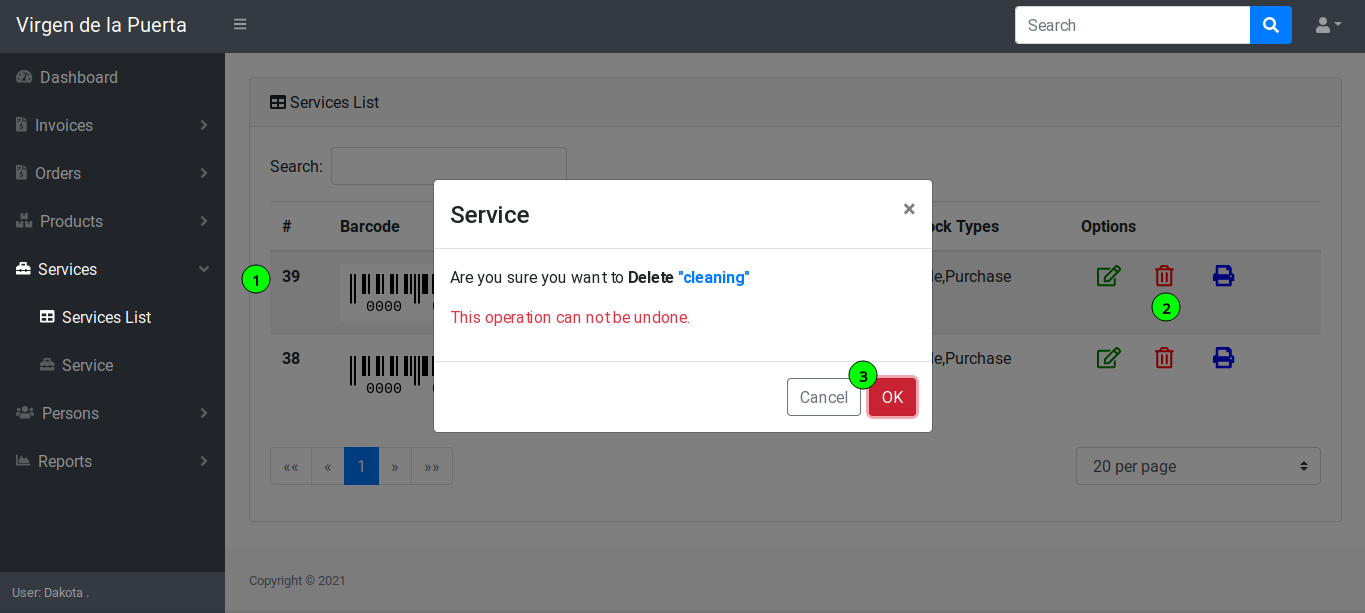 Virgen de la Puerta
Search
Dashboard
Invoices
Orders
Products
Services
Services List
Service
Persons
Reports
User: Dakota .
Services List
Search:
# Barcode ock Types Options
1
39 0000 e,Purchase
2
38 0000 e,Purchase
Service ×
Are you sure you want to Delete "cleaning"
This operation can not be undone.
3
Cancel OK
«« « 1 » »» 20 per page
Copyright © 2021